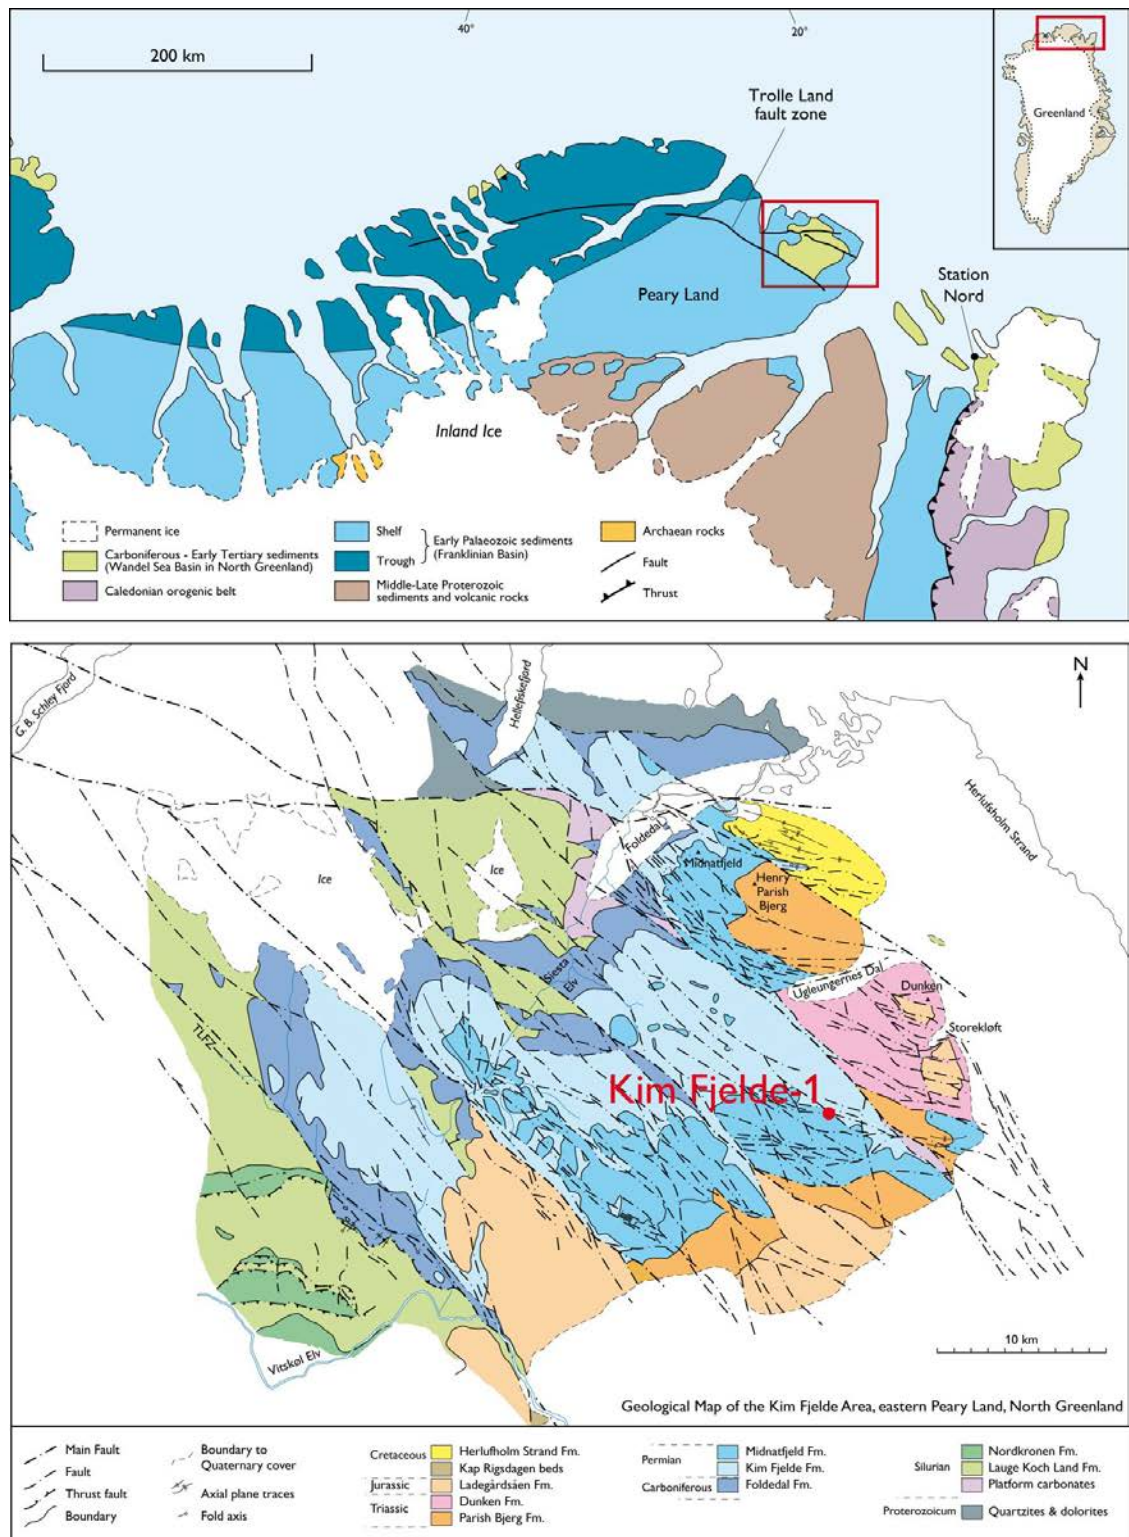 40°
20°
200 km
Trolle Land
fault zone
Greenland
Station
Nord
Peary Land
Inland Ice
Permanent ice
Carboniferous - Early Tertiary sediments
(Wandel Sea Basin in North Greenland)
Caledonian orogenic belt
Shelf
Trough
Early Palaeozoic sediments
(Franklinian Basin)
Middle-Late Proterozoic
sediments and volcanic rocks
Archaean rocks
Fault
Thrust
N
G. B. Schley Fjord
Hellefiskefjord
Herlufsholm Strand
Foldedal
Midnatfjeld
Henry
Parish
Bjerg
Ice
Ice
Siesta
Elv
Ugleungernes Dal
Dunken
Storekløft
TLFZ
Kim Fjelde-1
Vitskøl Elv
10 km
Geological Map of the Kim Fjelde Area, eastern Peary Land, North Greenland
Main Fault
Fault
Thrust fault
Boundary
Boundary to
Quaternary cover
Axial plane traces
Fold axis
Cretaceous
Herlufholm Strand Fm.
Kap Rigsdagen beds
Jurassic
Ladegårdsåen Fm.
Triassic
Dunken Fm.
Parish Bjerg Fm.
Permian
Midnatfjeld Fm.
Kim Fjelde Fm.
Carboniferous
Foldedal Fm.
Silurian
Nordkronen Fm.
Lauge Koch Land Fm.
Platform carbonates
Proterozoicum
Quartzites & dolorites